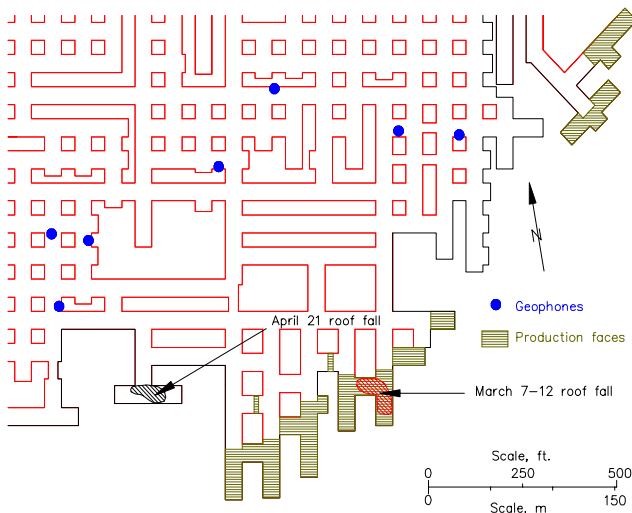 N
Geophones
April 21 roof fall
Production faces
March 7-12 roof fall
Scale, ft.
0 250 500
0 150
Scale, m